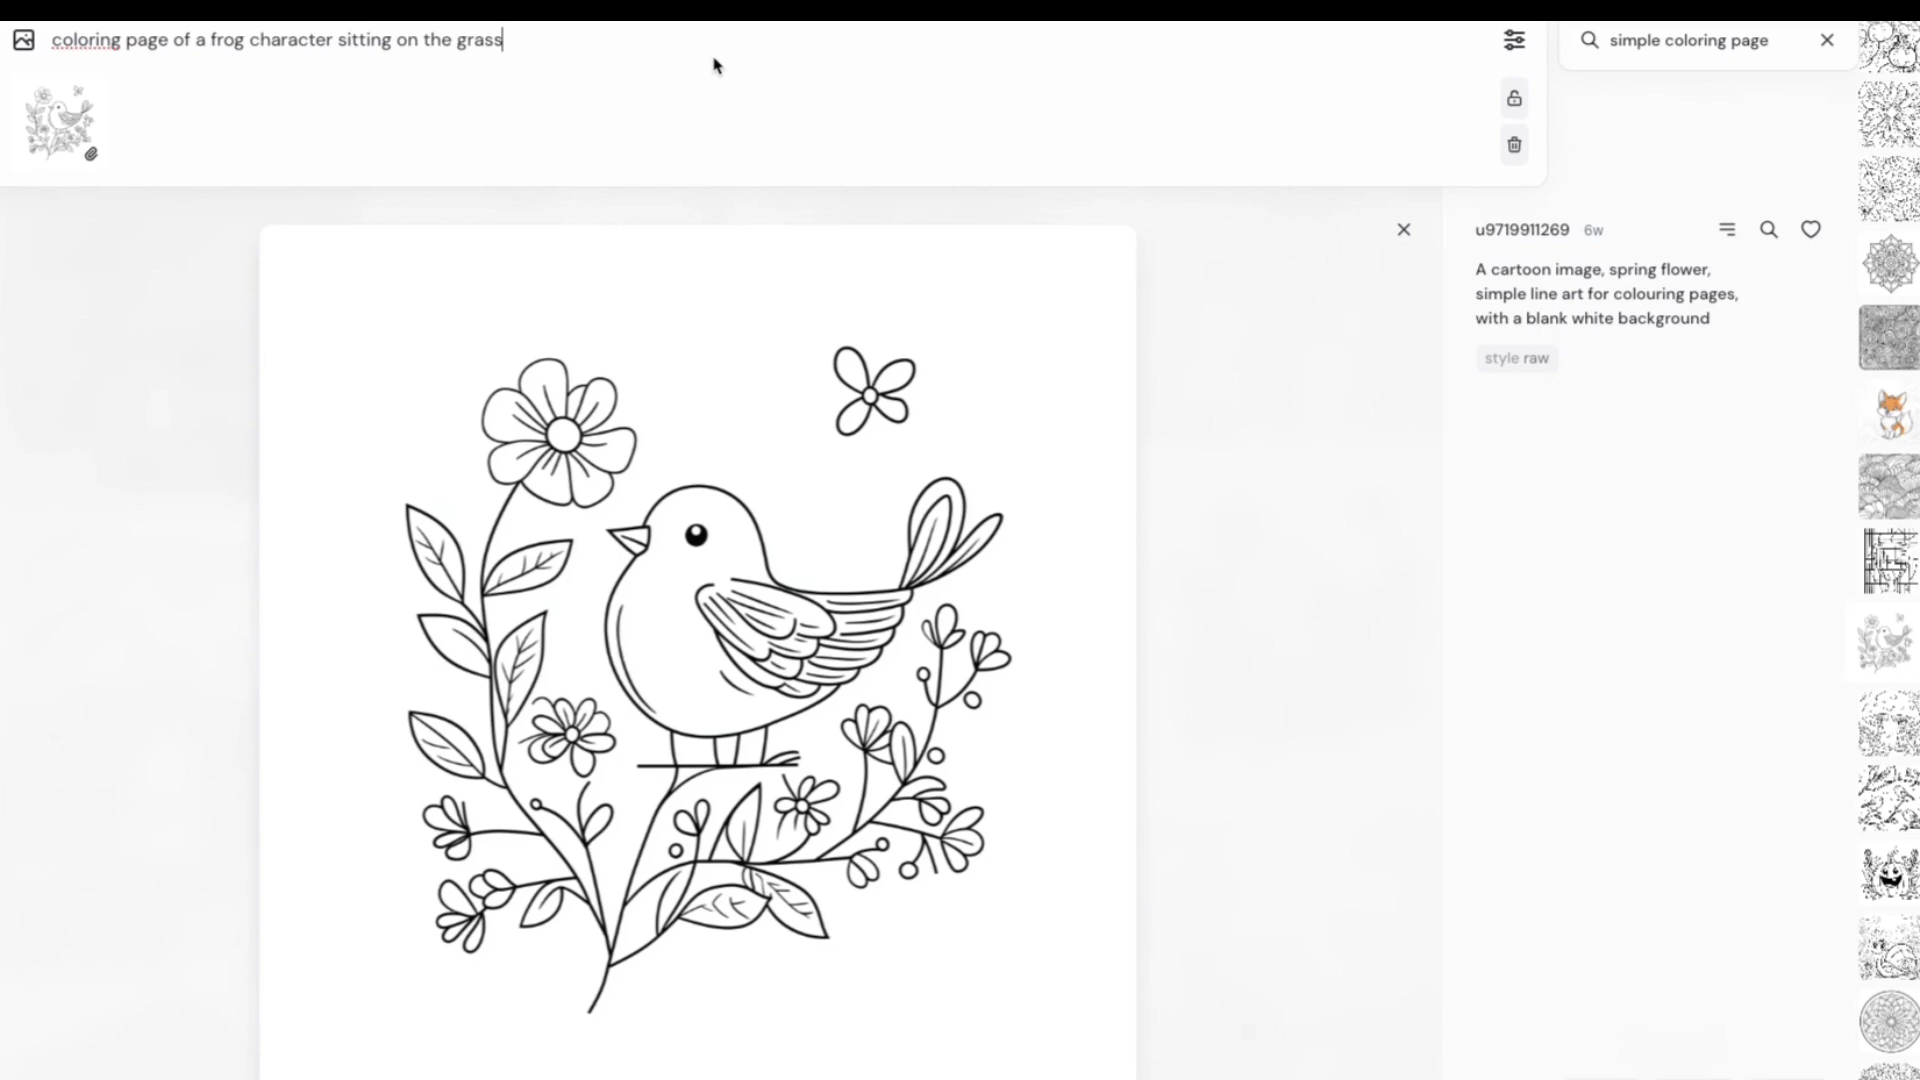 coloring page of a frog character sitting on the grass
simple coloring page
u9719911269 6w
A cartoon image, spring flower,
simple line art for colouring pages,
with a blank white background
style raw